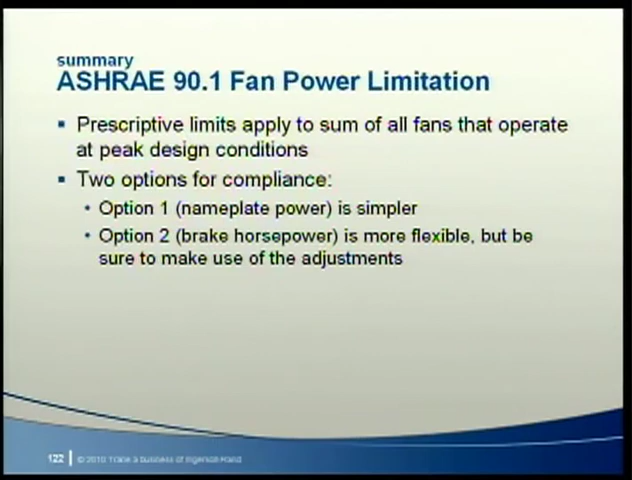 summary
ASHRAE 90.1 Fan Power Limitation
▪ Prescriptive limits apply to sum of all fans that operate
at peak design conditions
▪ Two options for compliance:
• Option 1 (nameplate power) is simpler
• Option 2 (brake horsepower) is more flexible, but be
sure to make use of the adjustments
122 © 2010 Trane a business of Ingersoll-Rand